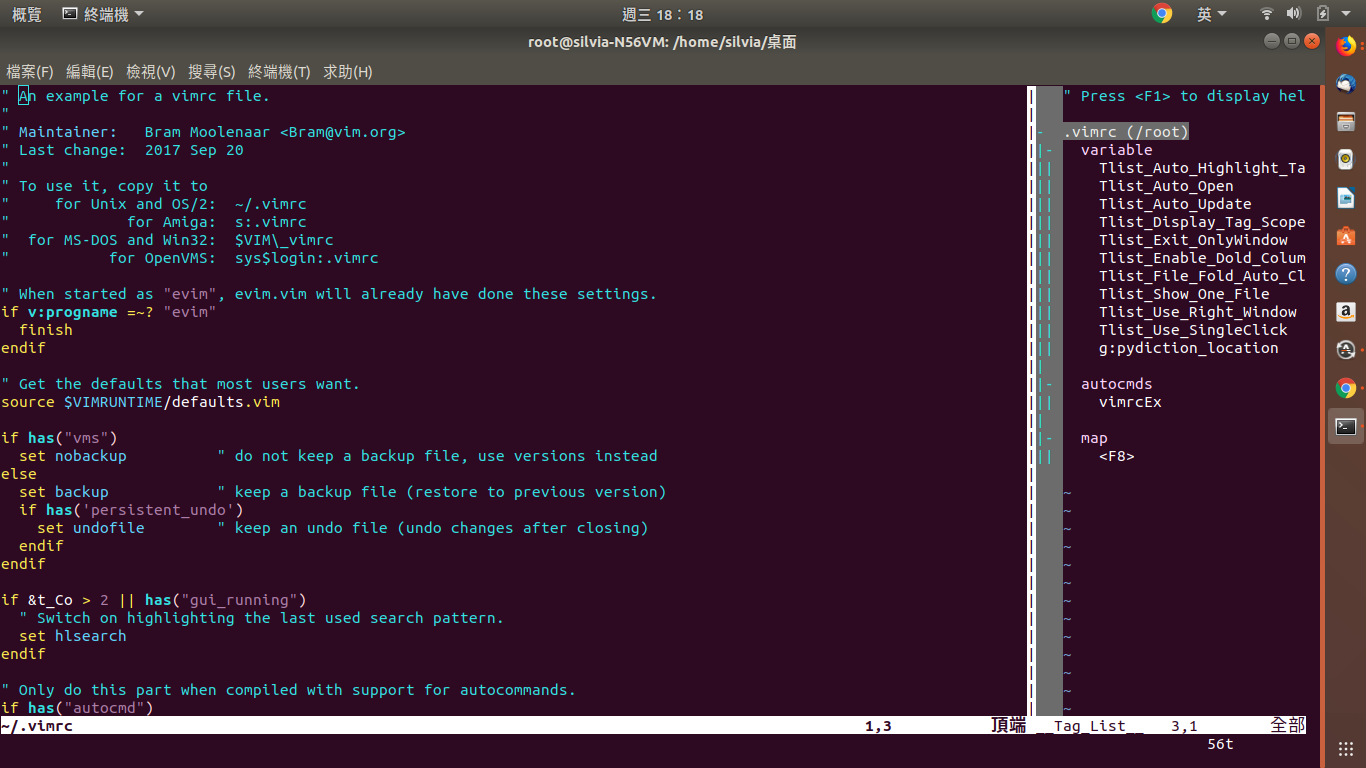 概覽 終端機 週三 18：18 英
root@silvia-N56VM: /home/silvia/桌面
檔案(F) 編輯(E) 檢視(V) 搜尋(S) 終端機(T) 求助(H)
" An example for a vimrc file.
"
" Maintainer:   Bram Moolenaar <Bram@vim.org>
" Last change:  2017 Sep 20
"
" To use it, copy it to
"     for Unix and OS/2:  ~/.vimrc
"             for Amiga:  s:.vimrc
"  for MS-DOS and Win32:  $VIM\_vimrc
"           for OpenVMS:  sys$login:.vimrc
" When started as "evim", evim.vim will already have done these settings.
if v:progname =~? "evim"
  finish
endif
" Get the defaults that most users want.
source $VIMRUNTIME/defaults.vim
if has("vms")
  set nobackup          " do not keep a backup file, use versions instead
else
  set backup            " keep a backup file (restore to previous version)
  if has('persistent_undo')
    set undofile        " keep an undo file (undo changes after closing)
  endif
endif
if &t_Co > 2 || has("gui_running")
  " Switch on highlighting the last used search pattern.
  set hlsearch
endif
" Only do this part when compiled with support for autocommands.
if has("autocmd")
~/.vimrc 1,3 頂端
" Press <F1> to display hel
- .vimrc (/root)
|- variable
|| Tlist_Auto_Highlight_Ta
|| Tlist_Auto_Open
|| Tlist_Auto_Update
|| Tlist_Display_Tag_Scope
|| Tlist_Exit_OnlyWindow
|| Tlist_Enable_Dold_Colum
|| Tlist_File_Fold_Auto_Cl
|| Tlist_Show_One_File
|| Tlist_Use_Right_Window
|| Tlist_Use_SingleClick
|| g:pydiction_location
|
|- autocmds
|| vimrcEx
|
|- map
|| <F8>
~
~
~
~
~
~
~
~
~
~
~
~
~
__Tag_List__ 3,1 全部
56t